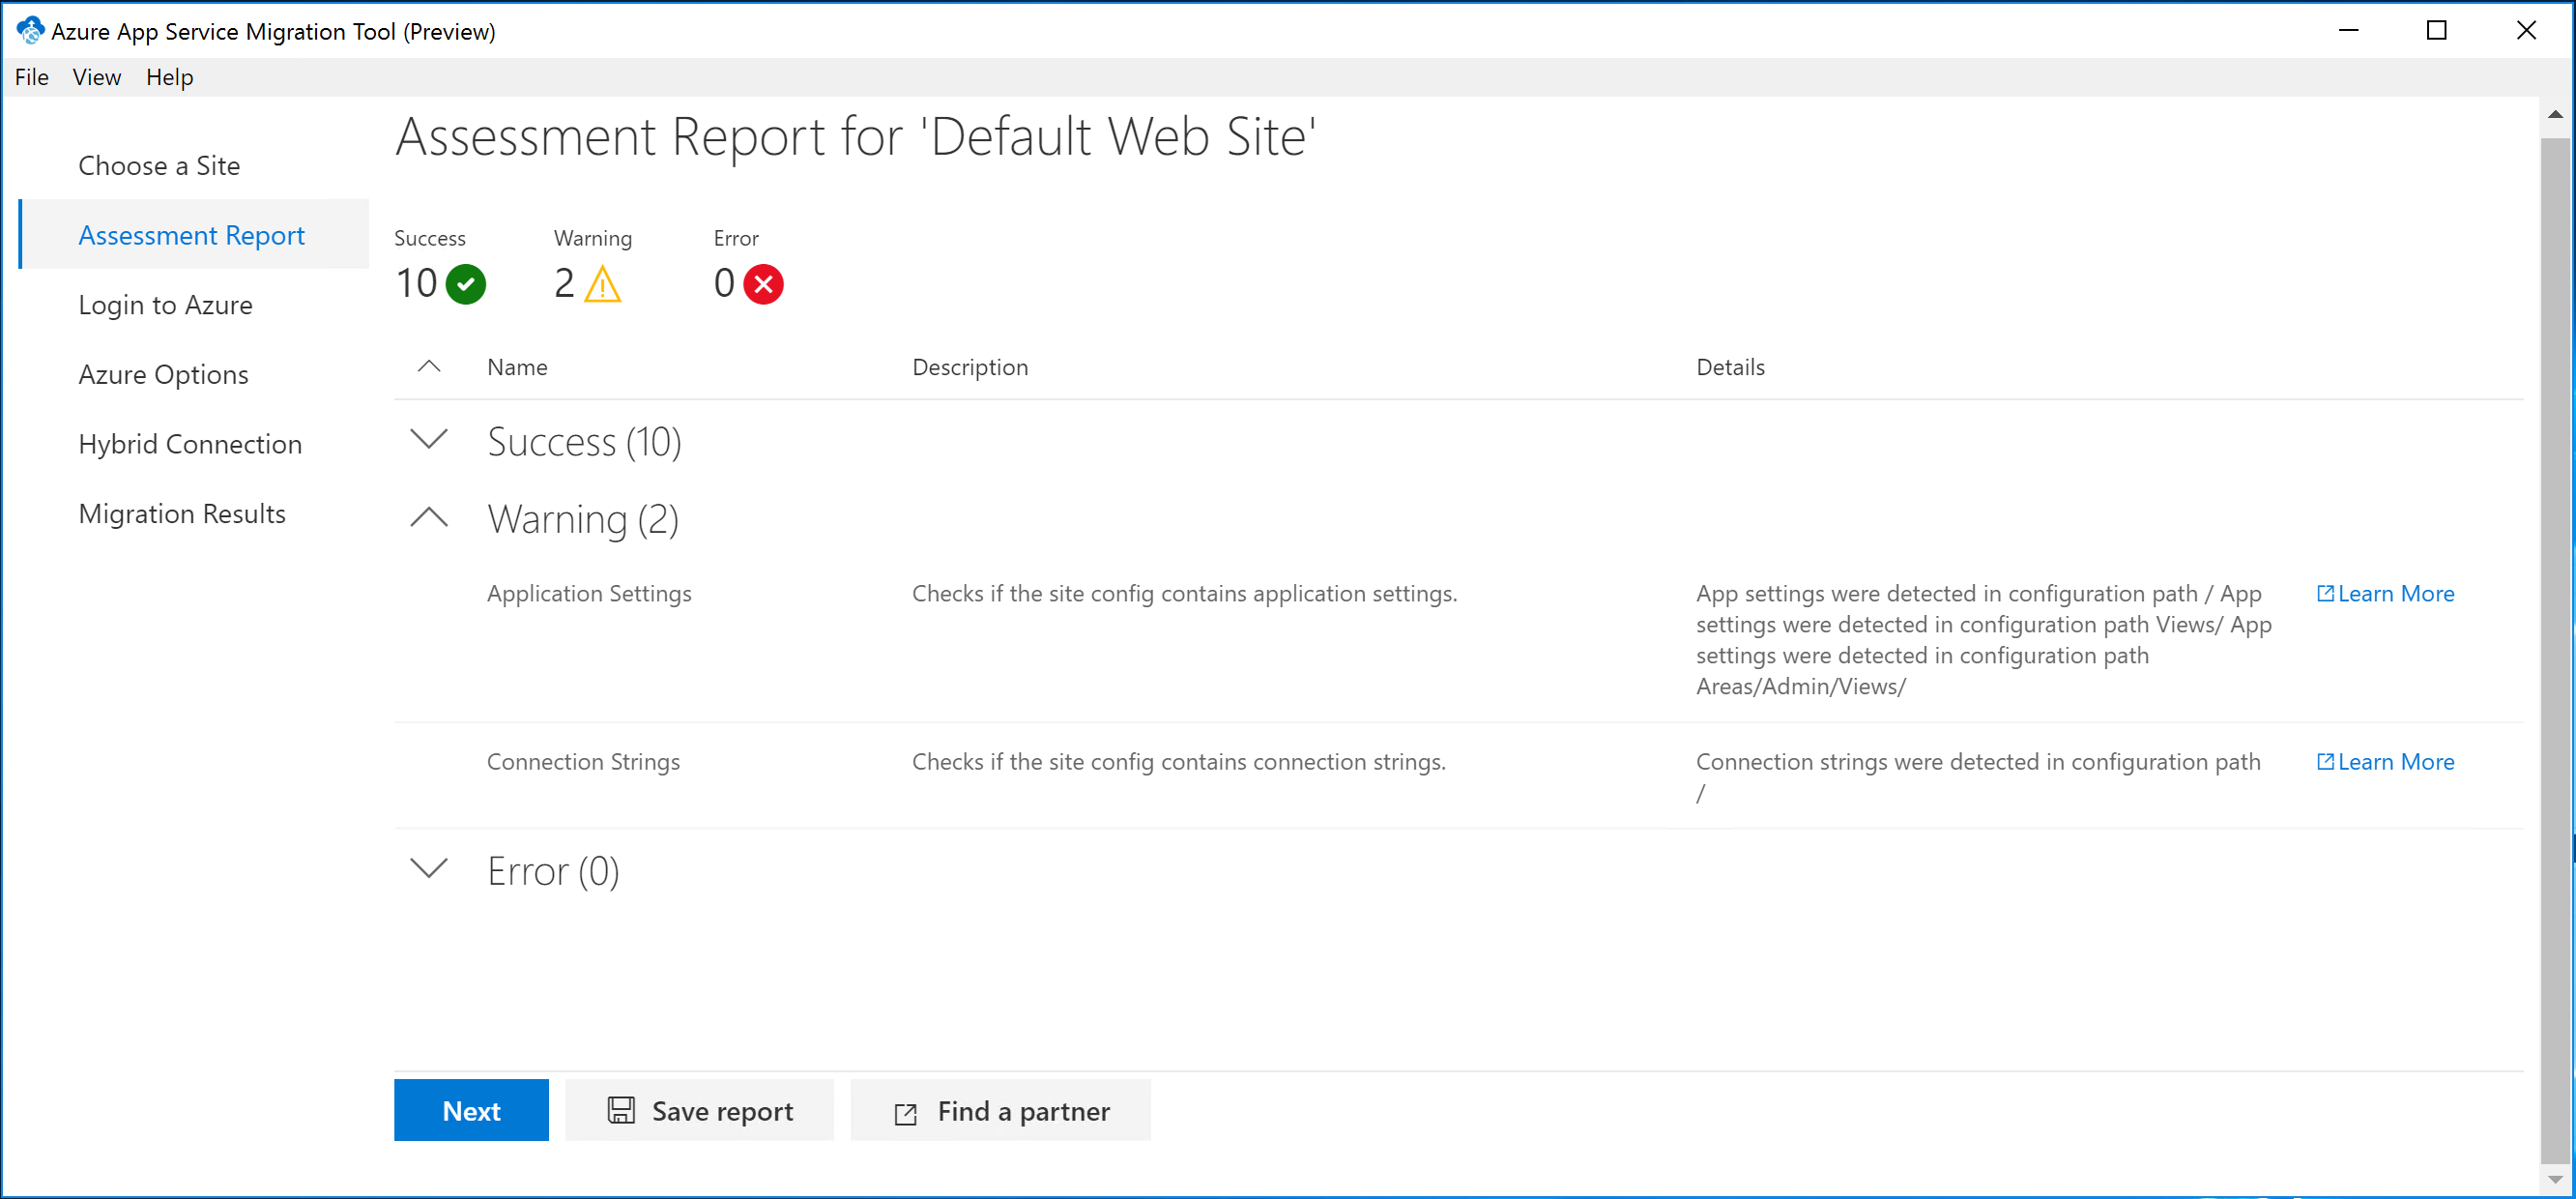 Azure App Service Migration Tool (Preview)
File View Help
Choose a Site
Assessment Report
Login to Azure
Azure Options
Hybrid Connection
Migration Results
Assessment Report for 'Default Web Site'
Success Warning Error
10 2 0
Name Description Details
Success (10)
Warning (2)
Application Settings Checks if the site config contains application settings. App settings were detected in configuration path / App Learn More
settings were detected in configuration path Views/ App
settings were detected in configuration path
Areas/Admin/Views/
Connection Strings Checks if the site config contains connection strings. Connection strings were detected in configuration path Learn More
/
Error (0)
Next Save report Find a partner